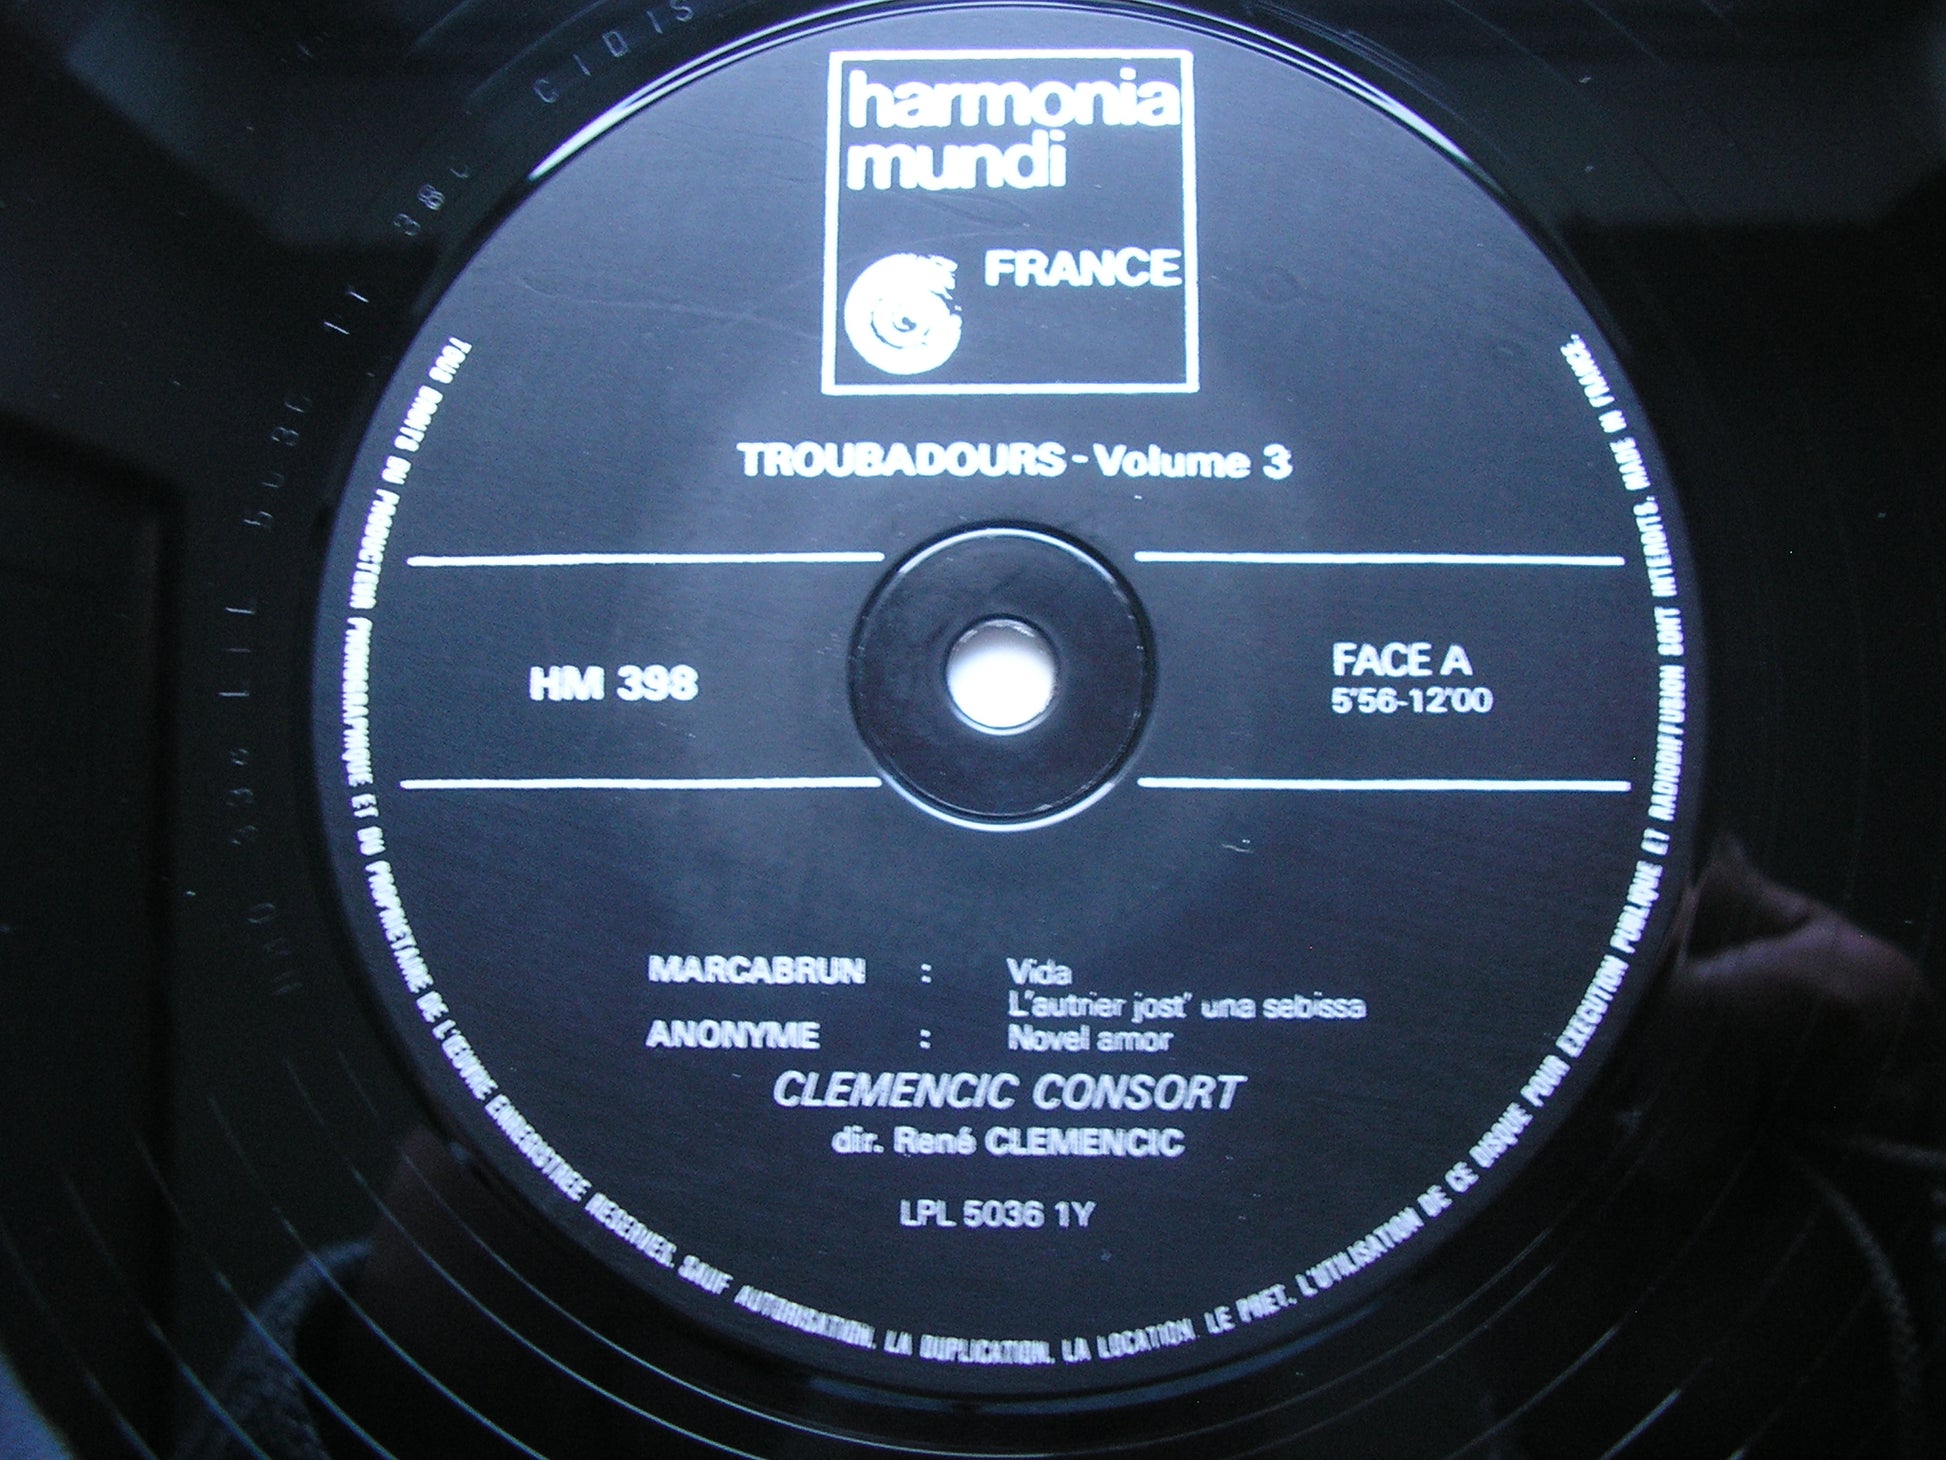 harmonia
mundi
FRANCE
TROUBADOURS - Volume 3
HM 398
FACE A
5'56-12'00
MARCABRUN : Vida
L'autrier jost' una sebissa
ANONYME : Novel amor
CLEMENCIC CONSORT
dir. René CLEMENCIC
LPL 5036 1Y
TOUS DROITS DU PRODUCTEUR PHONOGRAPHIQUE ET DU PROPRIETAIRE DE L'ŒUVRE ENREGISTREE RESERVES. SAUF AUTORISATION, LA DUPLICATION, LA LOCATION, LE PRET, L'UTILISATION DE CE DISQUE POUR EXECUTION PUBLIQUE ET RADIODIFFUSION SONT INTERDITS. MADE IN FRANCE.
CIDIS